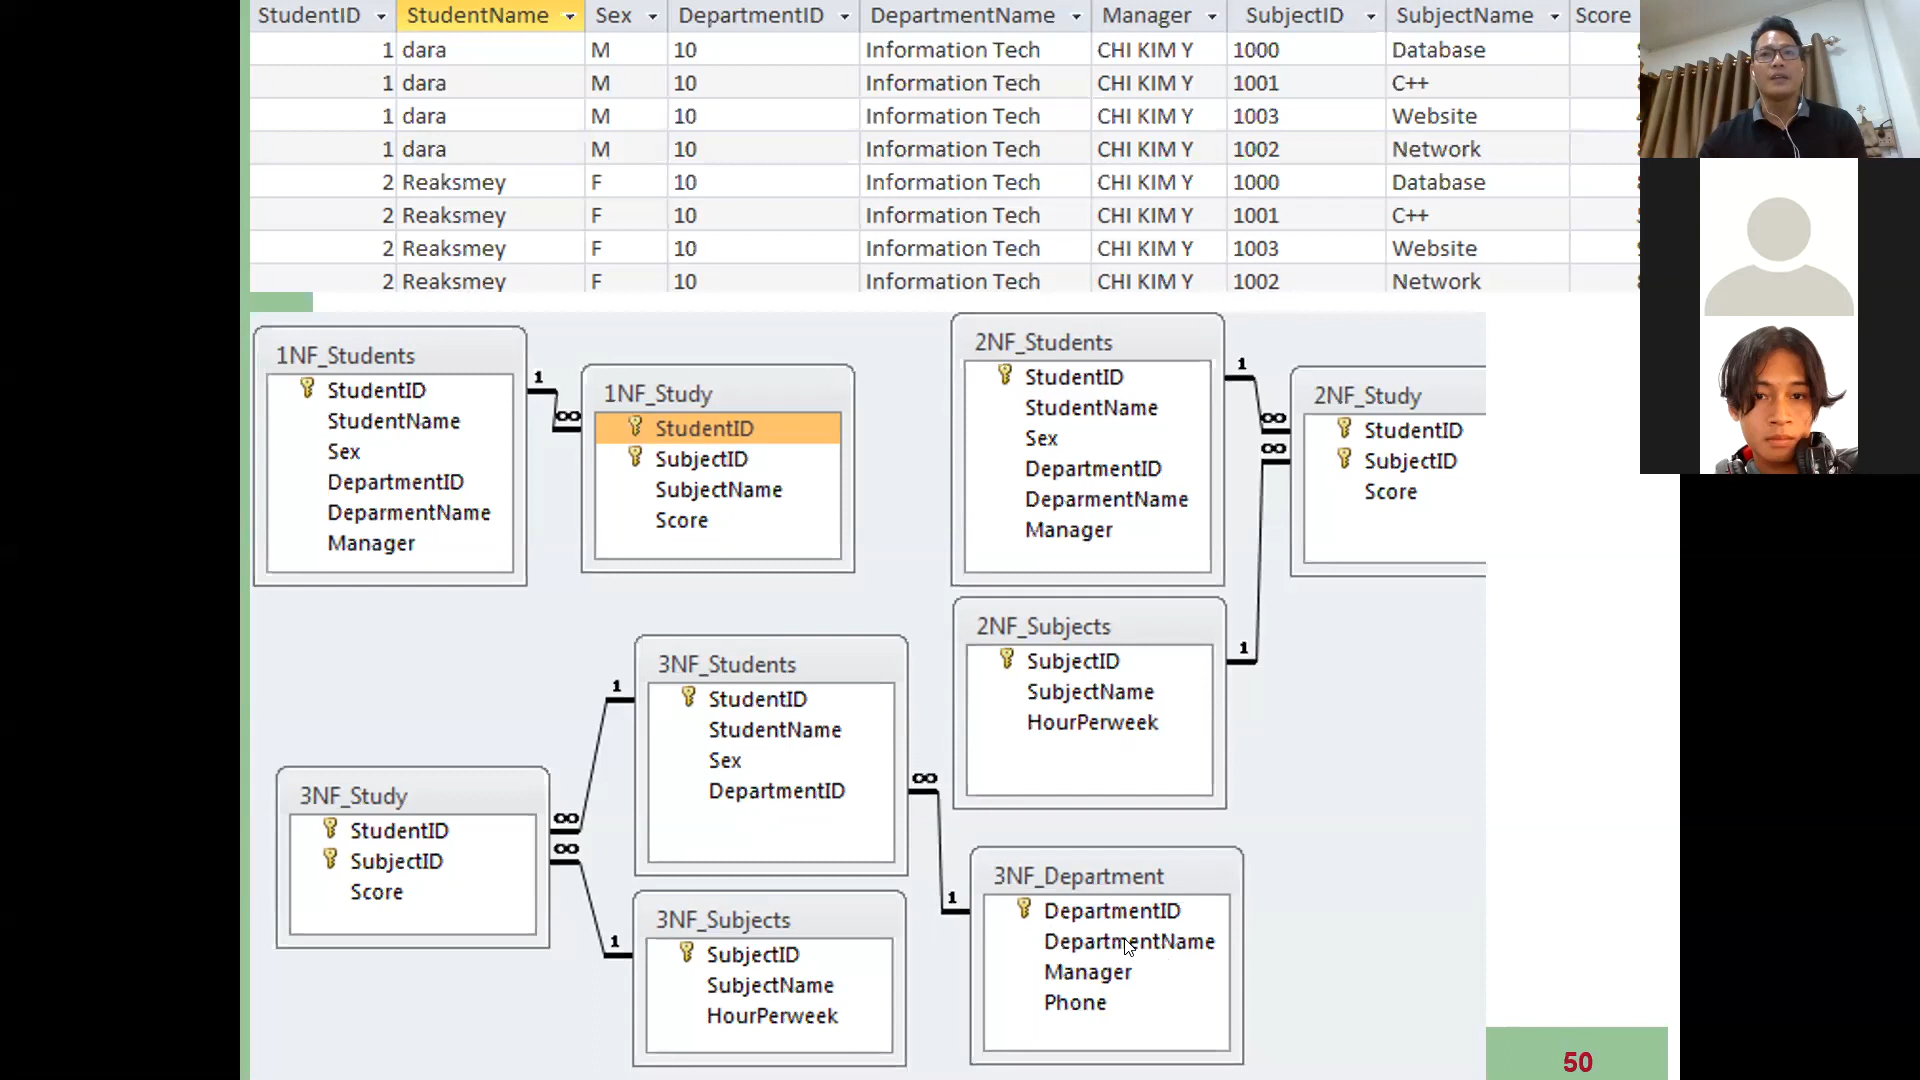 StudentID StudentName Sex DepartmentID DepartmentName Manager SubjectID SubjectName Score
1 dara M 10 Information Tech CHI KIM Y 1000 Database
1 dara M 10 Information Tech CHI KIM Y 1001 C++
1 dara M 10 Information Tech CHI KIM Y 1003 Website
1 dara M 10 Information Tech CHI KIM Y 1002 Network
2 Reaksmey F 10 Information Tech CHI KIM Y 1000 Database
2 Reaksmey F 10 Information Tech CHI KIM Y 1001 C++
2 Reaksmey F 10 Information Tech CHI KIM Y 1003 Website
2 Reaksmey F 10 Information Tech CHI KIM Y 1002 Network
1NF_Students
StudentID
StudentName
Sex
DepartmentID
DeparmentName
Manager
1
∞
1NF_Study
StudentID
SubjectID
SubjectName
Score
2NF_Students
StudentID
StudentName
Sex
DepartmentID
DeparmentName
Manager
1
∞
∞
1
2NF_Study
StudentID
SubjectID
Score
2NF_Subjects
SubjectID
SubjectName
HourPerweek
3NF_Study
StudentID
SubjectID
Score
1
∞
∞
1
3NF_Students
StudentID
StudentName
Sex
DepartmentID
∞
1
3NF_Subjects
SubjectID
SubjectName
HourPerweek
3NF_Department
DepartmentID
DepartmentName
Manager
Phone
50